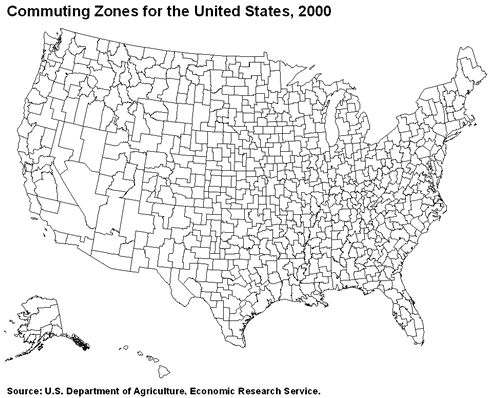 Commuting Zones for the United States, 2000
Source: U.S. Department of Agriculture, Economic Research Service.